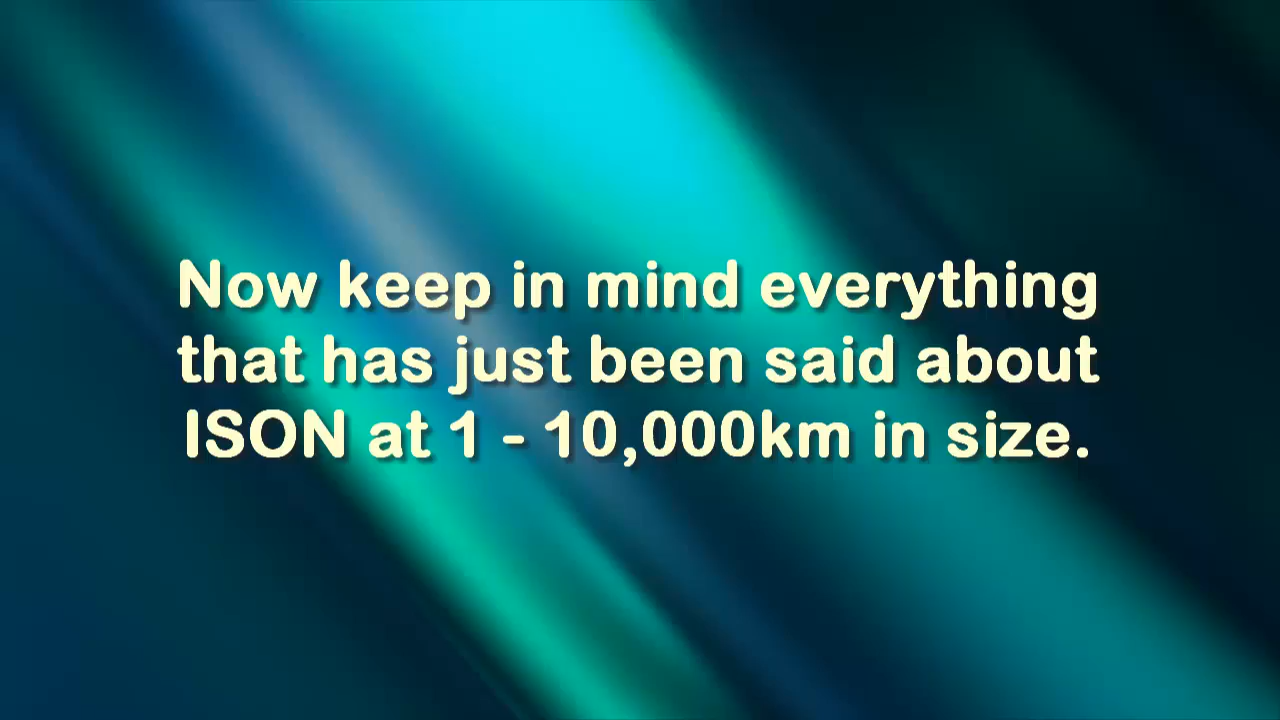 Now keep in mind everything
that has just been said about
ISON at 1 - 10,000km in size.